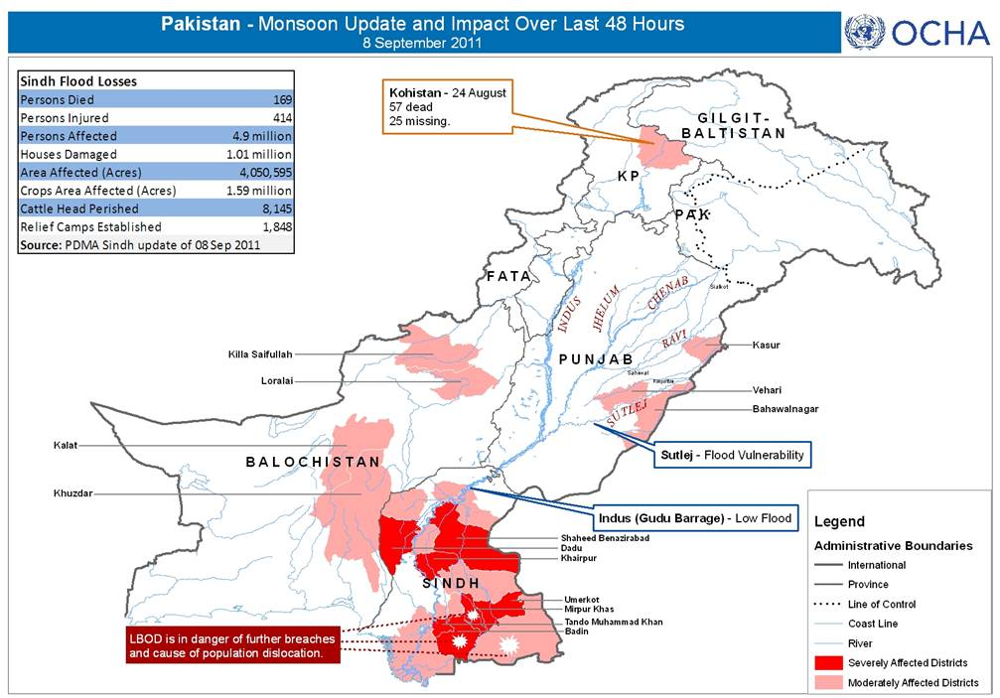 Pakistan - Monsoon Update and Impact Over Last 48 Hours
8 September 2011
OCHA
Sindh Flood Losses
Persons Died 169
Persons Injured 414
Persons Affected 4.9 million
Houses Damaged 1.01 million
Area Affected (Acres) 4,050,595
Crops Area Affected (Acres) 1.59 million
Cattle Head Perished 8,145
Relief Camps Established 1,848
Source: PDMA Sindh update of 08 Sep 2011
Kohistan - 24 August
57 dead
25 missing.
GILGIT-
BALTISTAN
KP
PAK
FATA
INDUS
JHELUM
CHENAB
Sialkot
RAVI
Kasur
PUNJAB
Killa Saifullah
Loralai
Sahiwal
Vehari
SUTLEJ
Bahawalnagar
Kalat
BALOCHISTAN
Sutlej - Flood Vulnerability
Khuzdar
Indus (Gudu Barrage) - Low Flood
Shaheed Benazirabad
Dadu
Khairpur
SINDH
Umerkot
Mirpur Khas
Tando Muhammad Khan
Badin
LBOD is in danger of further breaches
and cause of population dislocation.
Legend
Administrative Boundaries
International
Province
Line of Control
Coast Line
River
Severely Affected Districts
Moderately Affected Districts